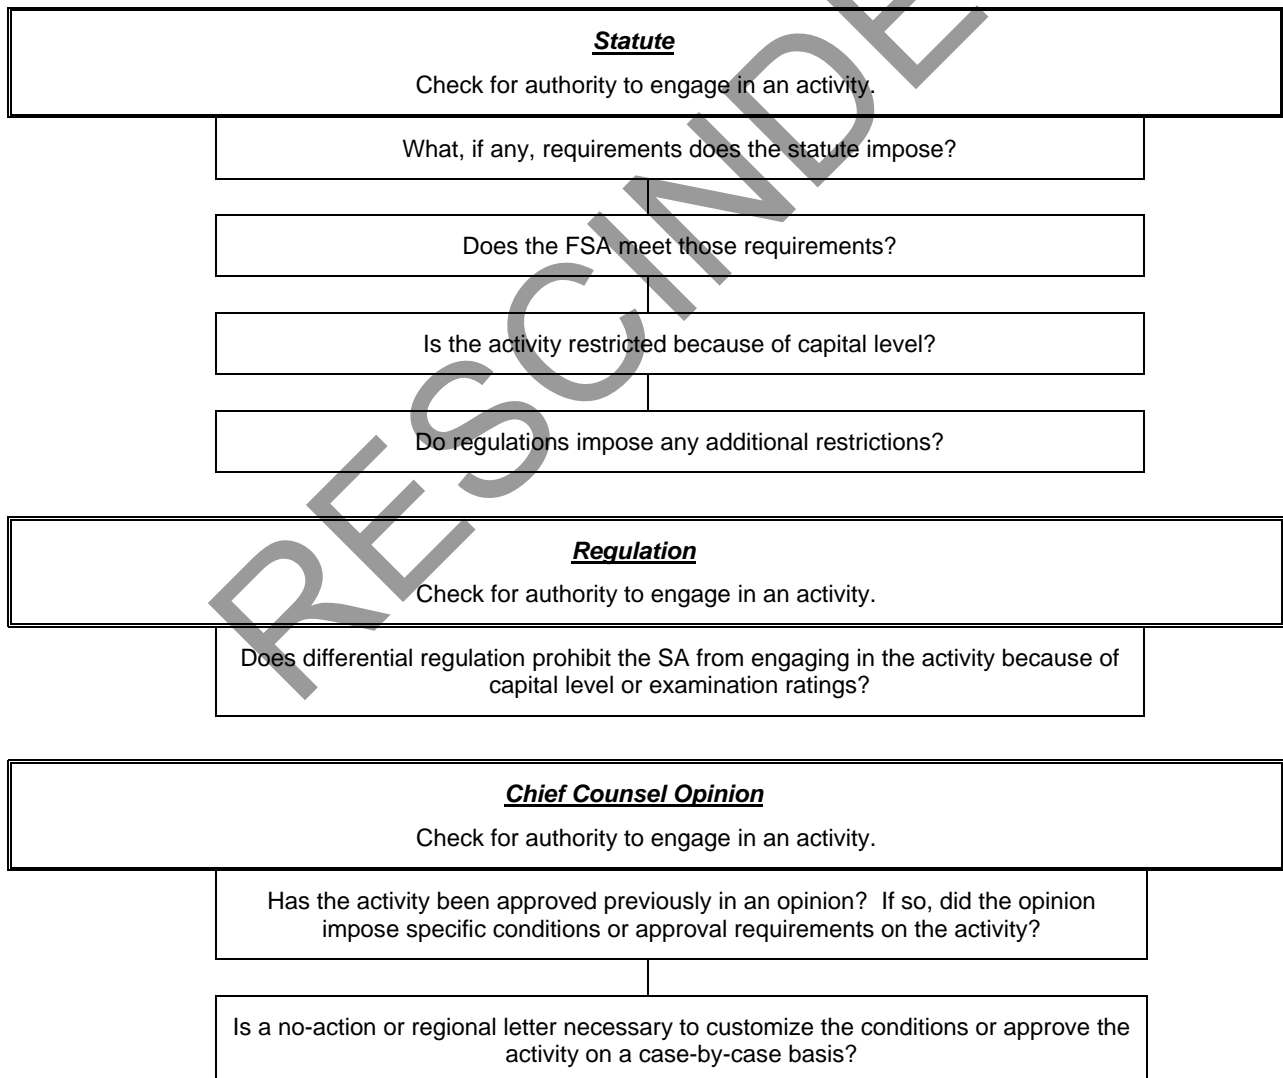 Statute
Check for authority to engage in an activity.
What, if any, requirements does the statute impose?
Does the FSA meet those requirements?
Is the activity restricted because of capital level?
Do regulations impose any additional restrictions?
Regulation
Check for authority to engage in an activity.
Does differential regulation prohibit the SA from engaging in the activity because of
capital level or examination ratings?
Chief Counsel Opinion
Check for authority to engage in an activity.
Has the activity been approved previously in an opinion?  If so, did the opinion
impose specific conditions or approval requirements on the activity?
Is a no-action or regional letter necessary to customize the conditions or approve the
activity on a case-by-case basis?
RESCINDE